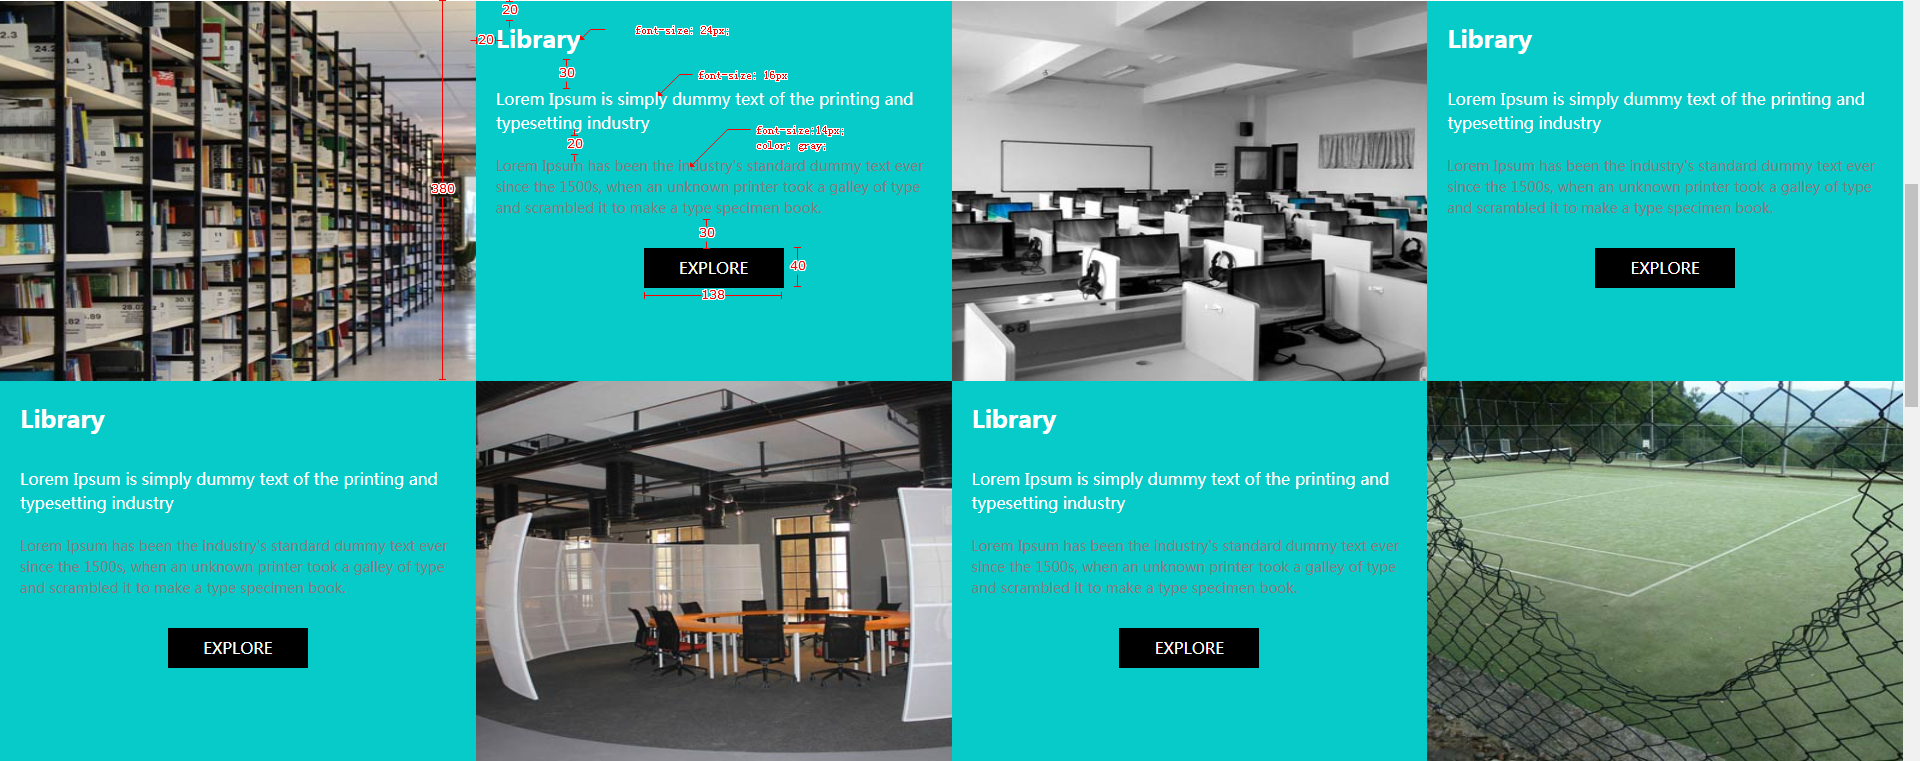 20
20
Library
font-size: 24px;
30
font-size: 16px
Lorem Ipsum is simply dummy text of the printing and
typesetting industry
font-size:14px;
color: gray;
20
Lorem Ipsum has been the industry's standard dummy text ever
since the 1500s, when an unknown printer took a galley of type
and scrambled it to make a type specimen book.
30
EXPLORE
40
138
380
Library
Lorem Ipsum is simply dummy text of the printing and
typesetting industry
Lorem Ipsum has been the industry's standard dummy text ever
since the 1500s, when an unknown printer took a galley of type
and scrambled it to make a type specimen book.
EXPLORE
Library
Lorem Ipsum is simply dummy text of the printing and
typesetting industry
Lorem Ipsum has been the industry's standard dummy text ever
since the 1500s, when an unknown printer took a galley of type
and scrambled it to make a type specimen book.
EXPLORE
Library
Lorem Ipsum is simply dummy text of the printing and
typesetting industry
Lorem Ipsum has been the industry's standard dummy text ever
since the 1500s, when an unknown printer took a galley of type
and scrambled it to make a type specimen book.
EXPLORE